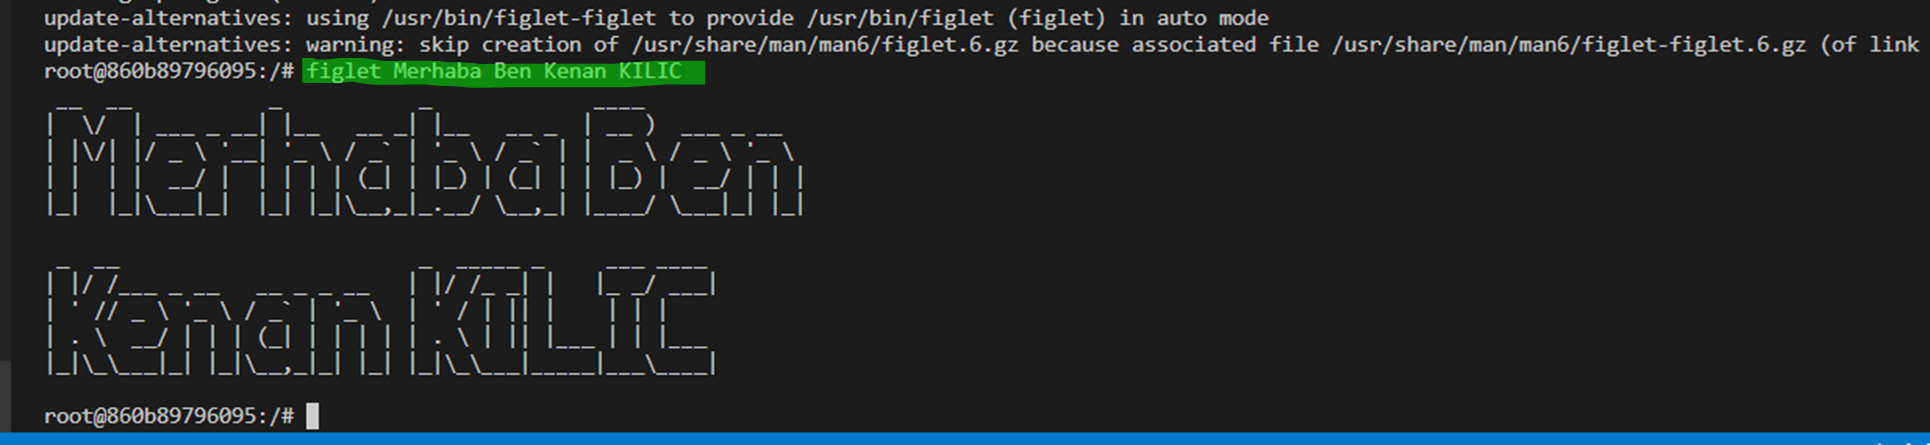 update-alternatives: using /usr/bin/figlet-figlet to provide /usr/bin/figlet (figlet) in auto mode
update-alternatives: warning: skip creation of /usr/share/man/man6/figlet.6.gz because associated file /usr/share/man/man6/figlet-figlet.6.gz (of link
root@860b89796095:/# figlet Merhaba Ben Kenan KILIC
Merhaba Ben
Kenan KILIC
root@860b89796095:/#